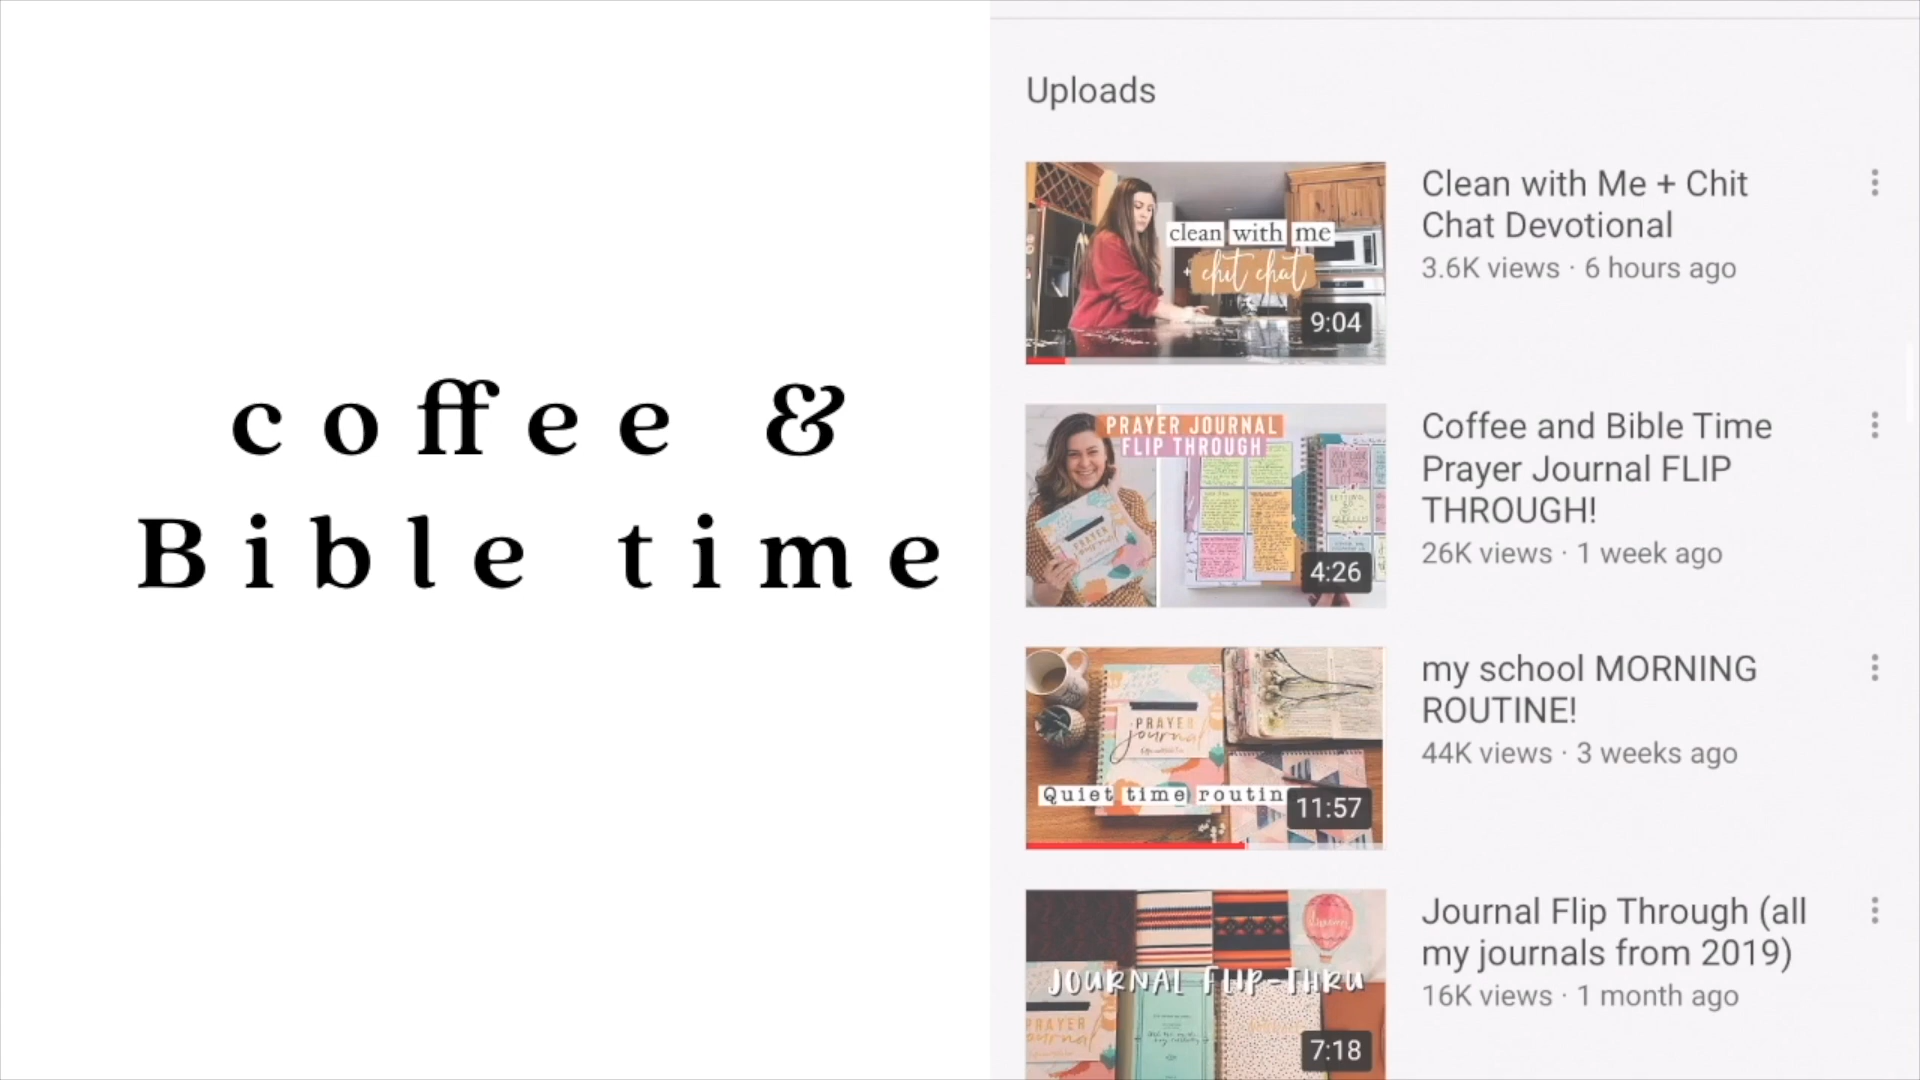 coffee &
Bible time
Uploads
clean with me
+ chit chat
9:04
Clean with Me + Chit
Chat Devotional
3.6K views · 6 hours ago
PRAYER JOURNAL
FLIP THROUGH
PRAYER
journal
4:26
Coffee and Bible Time
Prayer Journal FLIP
THROUGH!
26K views · 1 week ago
PRAYER
journal
Quiet time routin
11:57
my school MORNING
ROUTINE!
44K views · 3 weeks ago
JOURNAL FLIP-THRU
PRAYER
journal
7:18
Journal Flip Through (all
my journals from 2019)
16K views · 1 month ago